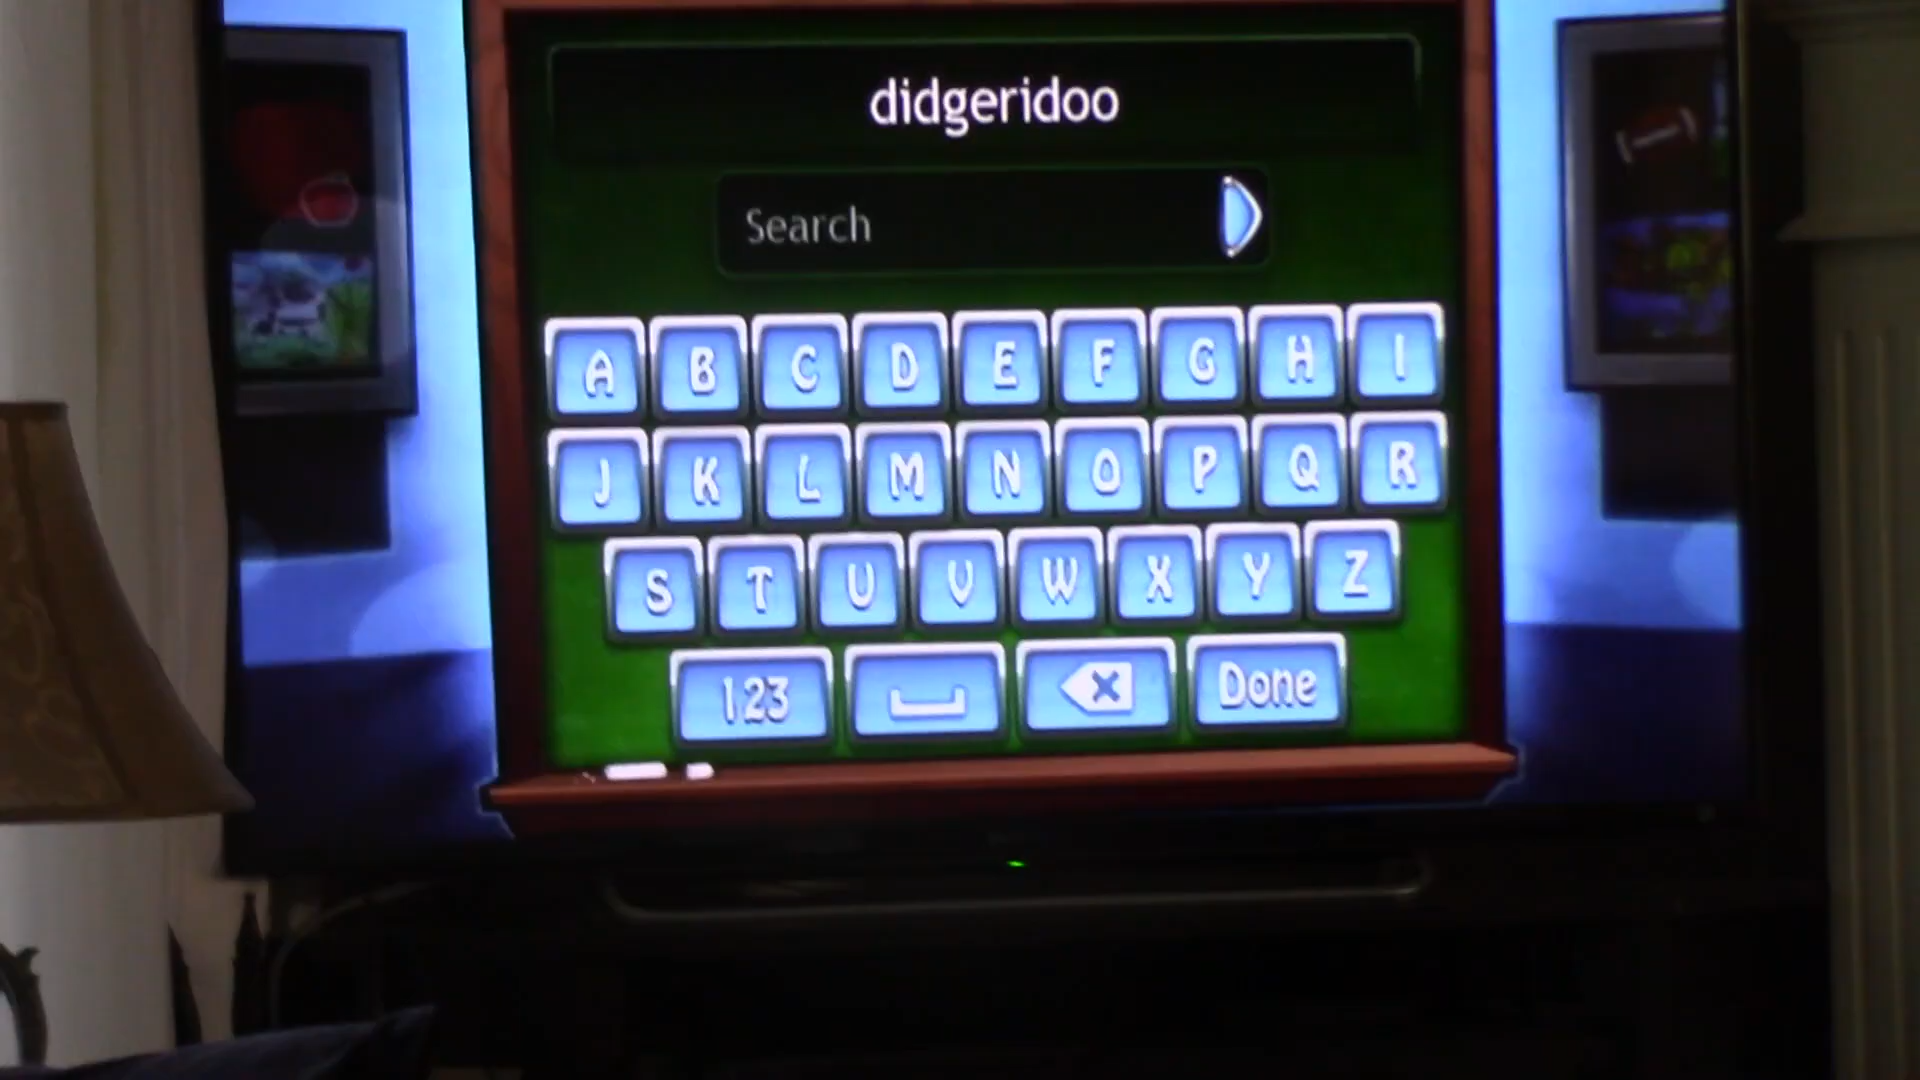 didgeridoo
Search
A B C D E F G H I
J K L M N O P Q R
S T U V W X Y Z
123 Done